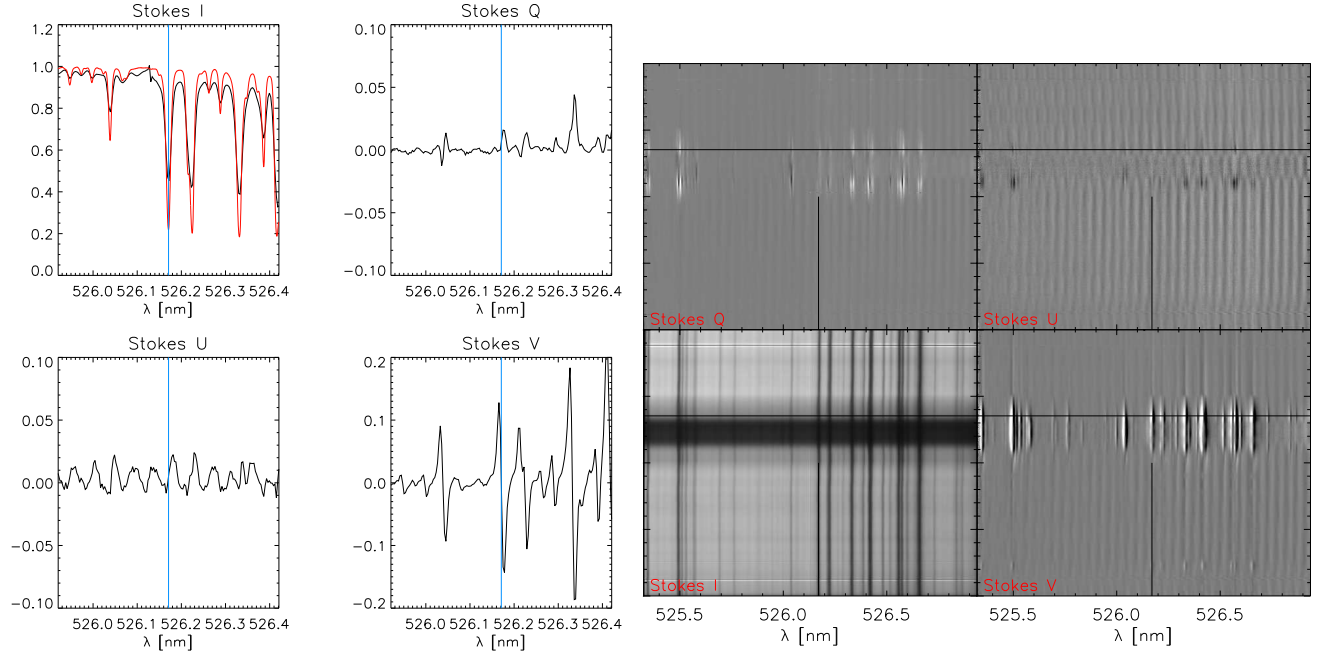 Stokes I
1.2
1.0
0.8
0.6
0.4
0.2
0.0
526.0 526.1 526.2 526.3 526.4
λ [nm]
Stokes Q
0.10
0.05
0.00
−0.05
−0.10
526.0 526.1 526.2 526.3 526.4
λ [nm]
Stokes U
0.10
0.05
0.00
−0.05
−0.10
526.0 526.1 526.2 526.3 526.4
λ [nm]
Stokes V
0.2
0.1
0.0
−0.1
−0.2
526.0 526.1 526.2 526.3 526.4
λ [nm]
Stokes Q
Stokes U
Stokes I
Stokes V
525.5 526.0 526.5
λ [nm]
525.5 526.0 526.5
λ [nm]